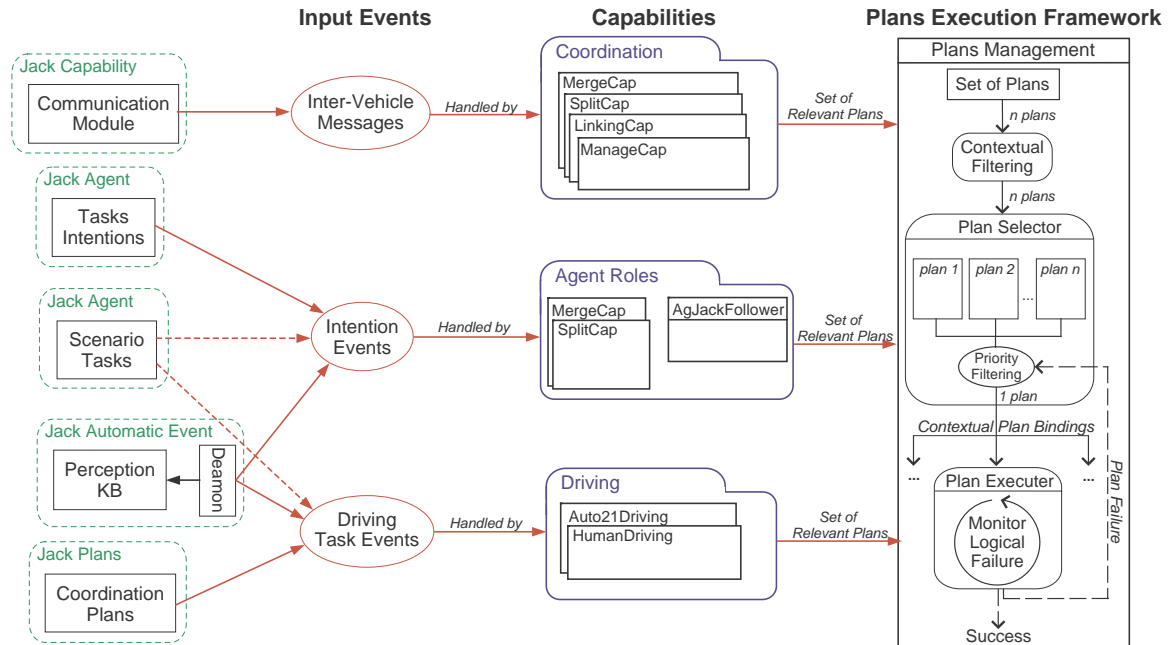 Input Events
Capabilities
Plans Execution Framework
Jack Capability
Communication
Module
Inter-Vehicle
Messages
Handled by
Coordination
MergeCap
SplitCap
LinkingCap
ManageCap
Set of
Relevant Plans
Jack Agent
Tasks
Intentions
Jack Agent
Scenario
Tasks
Intention
Events
Handled by
Agent Roles
MergeCap
SplitCap
AgJackFollower
Set of
Relevant Plans
Jack Automatic Event
Perception
KB
Deamon
Jack Plans
Coordination
Plans
Driving
Task Events
Handled by
Driving
Auto21Driving
HumanDriving
Set of
Relevant Plans
Plans Management
Set of Plans
n plans
Contextual
Filtering
n plans
Plan Selector
plan 1
plan 2
...
plan n
Priority
Filtering
1 plan
Contextual Plan Bindings
...
...
Plan Executer
Monitor
Logical
Failure
Plan Failure
Success